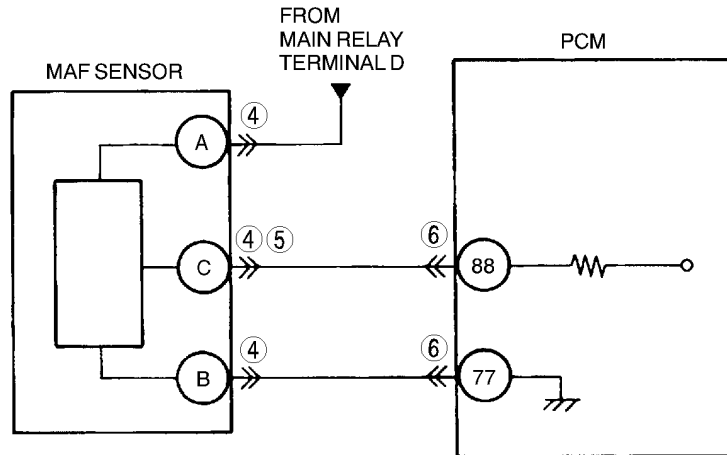 FROM
MAIN RELAY
TERMINAL D
PCM
MAF SENSOR
④
A
④ ⑤
⑥
C
88
④
⑥
B
77